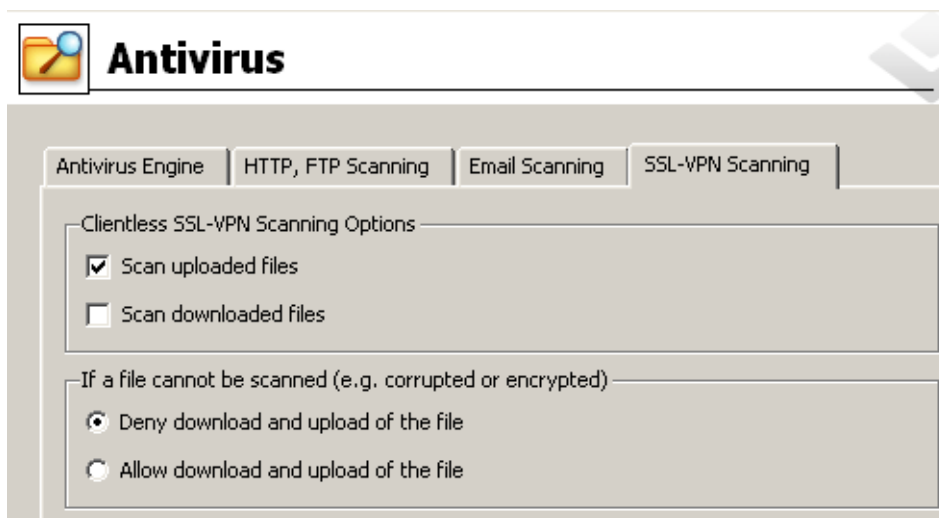 Antivirus
Antivirus Engine HTTP, FTP Scanning Email Scanning SSL-VPN Scanning
Clientless SSL-VPN Scanning Options
Scan uploaded files
Scan downloaded files
If a file cannot be scanned (e.g. corrupted or encrypted)
Deny download and upload of the file
Allow download and upload of the file